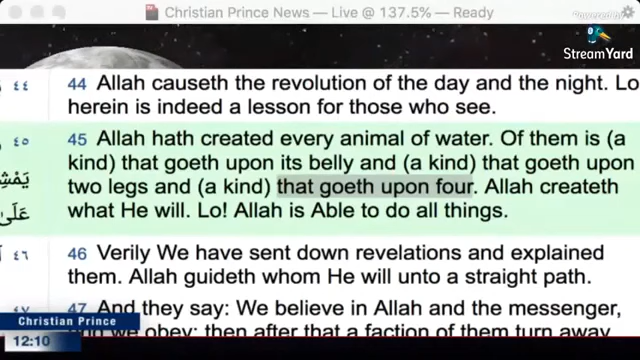 Christian Prince News — Live @ 137.5% — Ready
Powered by
StreamYard
٤٤ 44 Allah causeth the revolution of the day and the night. Lo
herein is indeed a lesson for those who see.
٤٥ 45 Allah hath created every animal of water. Of them is (a
kind) that goeth upon its belly and (a kind) that goeth upon
two legs and (a kind) that goeth upon four. Allah createth
what He will. Lo! Allah is Able to do all things.
٤٦ 46 Verily We have sent down revelations and explained
them. Allah guideth whom He will unto a straight path.
٤٧ 47 And they say: We believe in Allah and the messenger,
and we obey; then after that a faction of them turn away
Christian Prince
12:10